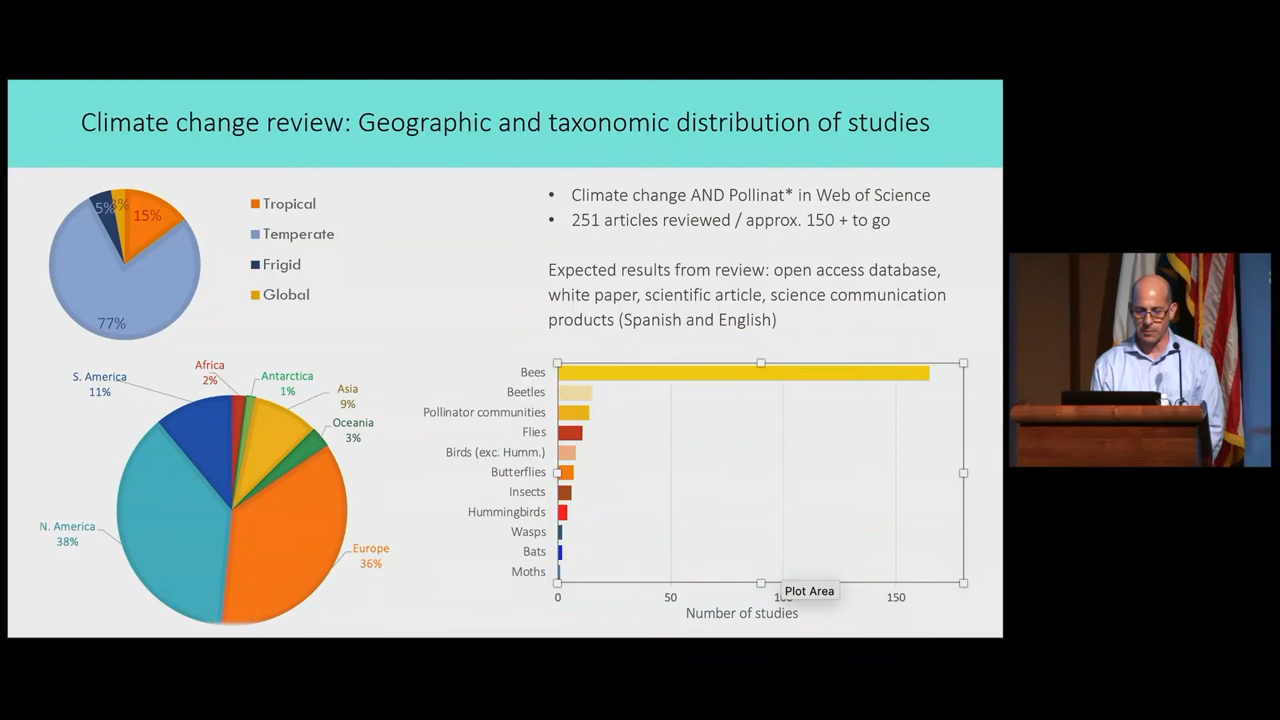 Climate change review: Geographic and taxonomic distribution of studies
5%
3%
15%
77%
Tropical
Temperate
Frigid
Global
• Climate change AND Pollinat* in Web of Science
• 251 articles reviewed / approx. 150 + to go
Expected results from review: open access database,
white paper, scientific article, science communication
products (Spanish and English)
Africa
2%
S. America
11%
Antarctica
1%
Asia
9%
Oceania
3%
N. America
38%
Europe
36%
Bees
Beetles
Pollinator communities
Flies
Birds (exc. Humm.)
Butterflies
Insects
Hummingbirds
Wasps
Bats
Moths
Plot Area
0
50
150
Number of studies